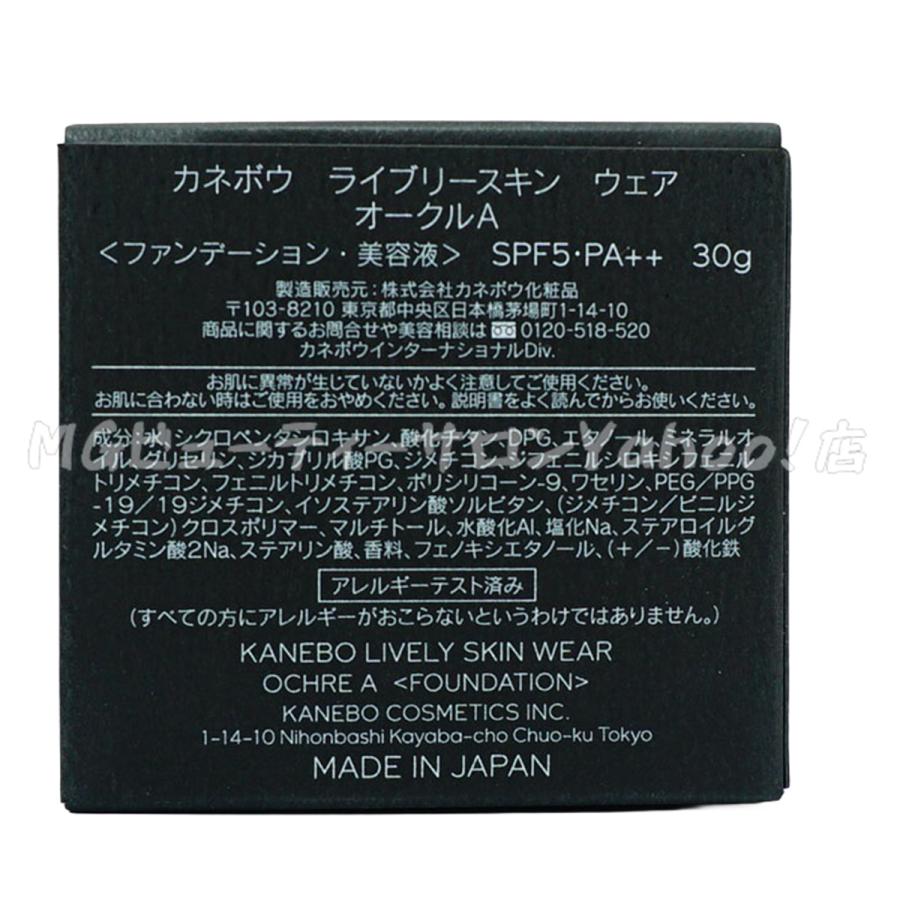 カネボウ ライブリースキン ウェア
オークルA
<ファンデーション・美容液> SPF5・PA++ 30g
製造販売元:株式会社カネボウ化粧品
〒103-8210 東京都中央区日本橋茅場町1-14-10
商品に関するお問合せや美容相談は 0120-518-520
カネボウインターナショナルDiv.
お肌に異常が生じていないかよく注意してご使用ください。
お肌に合わない時はご使用をおやめください。説明書をよく読んでからお使いください。
MGビューティーサロンYahoo!店
成分:水、シクロペンタシロキサン、酸化チタン、DPG、エタノール、ミネラルオ
イル、グリセリン、ジカプリル酸PG、ジメチコン、ジフェニルシロキシフェニル
トリメチコン、フェニルトリメチコン、ポリシリコーン-9、ワセリン、PEG/PPG
-19/19ジメチコン、イソステアリン酸ソルビタン、(ジメチコン/ビニルジ
メチコン)クロスポリマー、マルチトール、水酸化Al、塩化Na、ステアロイルグ
ルタミン酸2Na、ステアリン酸、香料、フェノキシエタノール、(+/-)酸化鉄
アレルギーテスト済み
(すべての方にアレルギーがおこらないというわけではありません。)
KANEBO LIVELY SKIN WEAR
OCHRE A <FOUNDATION>
KANEBO COSMETICS INC.
1-14-10 Nihonbashi Kayaba-cho Chuo-ku Tokyo
MADE IN JAPAN